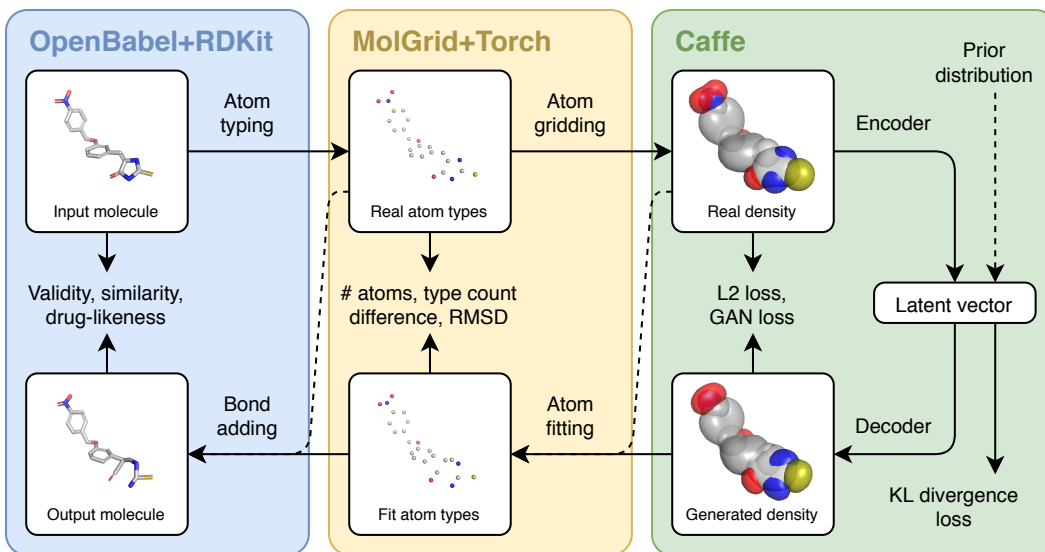 OpenBabel+RDKit
MolGrid+Torch
Caffe
Prior
distribution
Atom
typing
Atom
gridding
Encoder
Input molecule
Real atom types
Real density
Validity, similarity,
drug-likeness
# atoms, type count
difference, RMSD
L2 loss,
GAN loss
Latent vector
Bond
adding
Atom
fitting
Decoder
Output molecule
Fit atom types
Generated density
KL divergence
loss